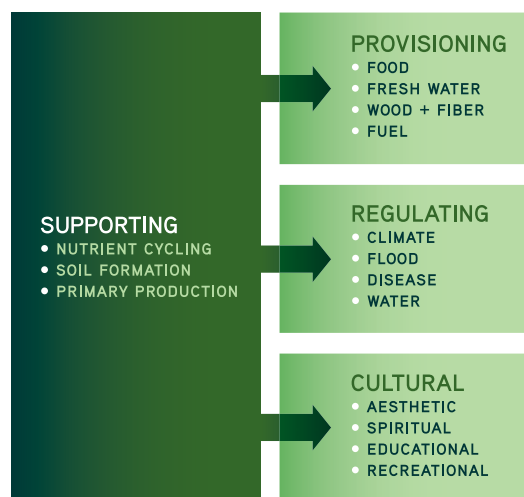 SUPPORTING
• NUTRIENT CYCLING
• SOIL FORMATION
• PRIMARY PRODUCTION
PROVISIONING
• FOOD
• FRESH WATER
• WOOD + FIBER
• FUEL
REGULATING
• CLIMATE
• FLOOD
• DISEASE
• WATER
CULTURAL
• AESTHETIC
• SPIRITUAL
• EDUCATIONAL
• RECREATIONAL